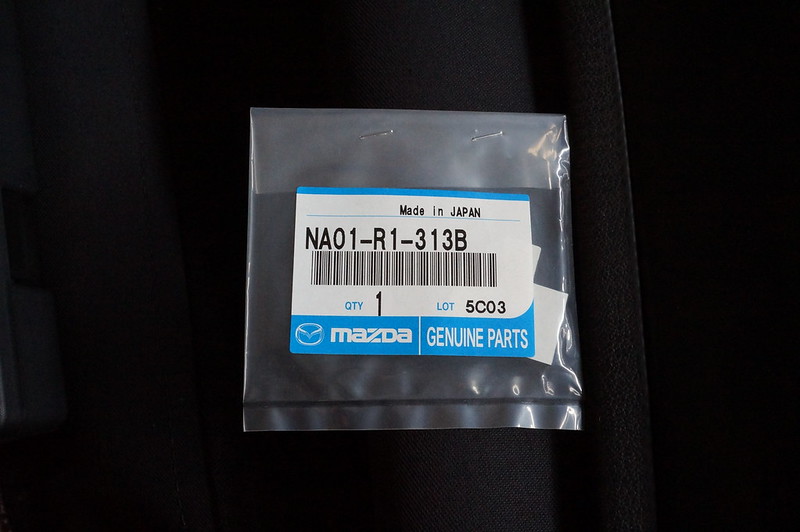 Made in JAPAN
NA01-R1-313B
QTY 1 LOT 5C03
mazda GENUINE PARTS